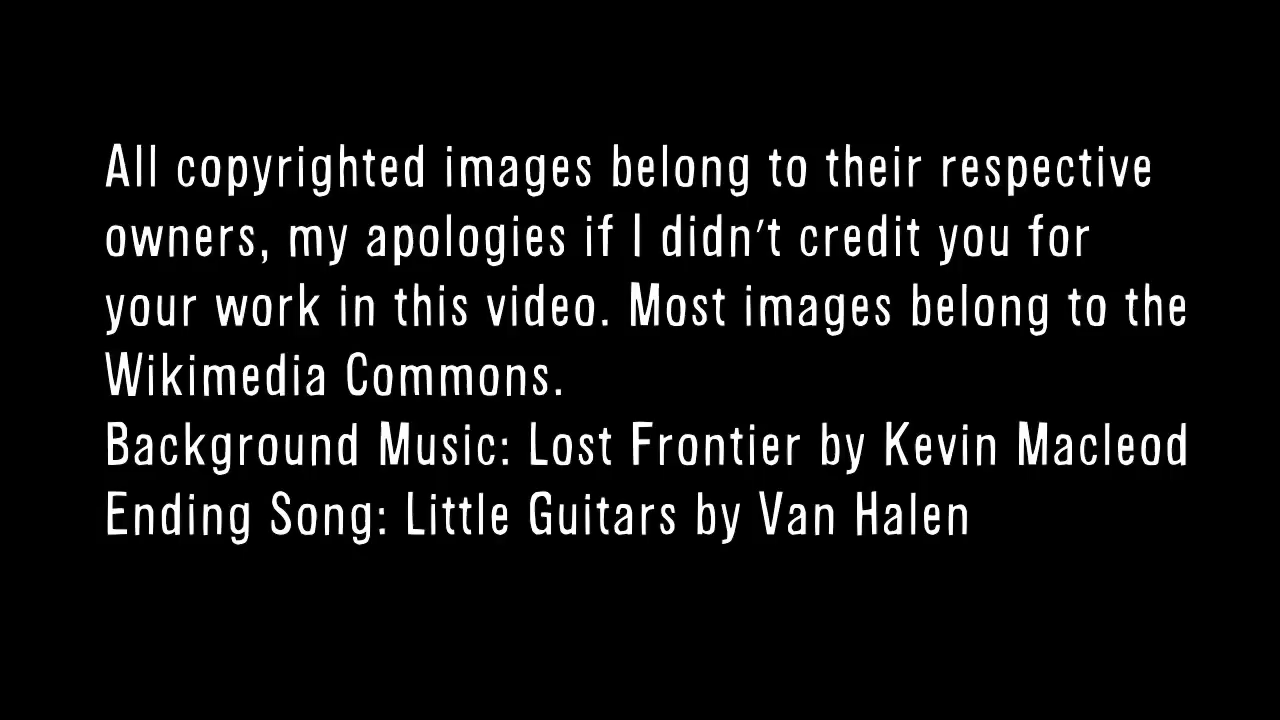 All copyrighted images belong to their respective
owners, my apologies if I didn't credit you for
your work in this video. Most images belong to the
Wikimedia Commons.
Background Music: Lost Frontier by Kevin Macleod
Ending Song: Little Guitars by Van Halen